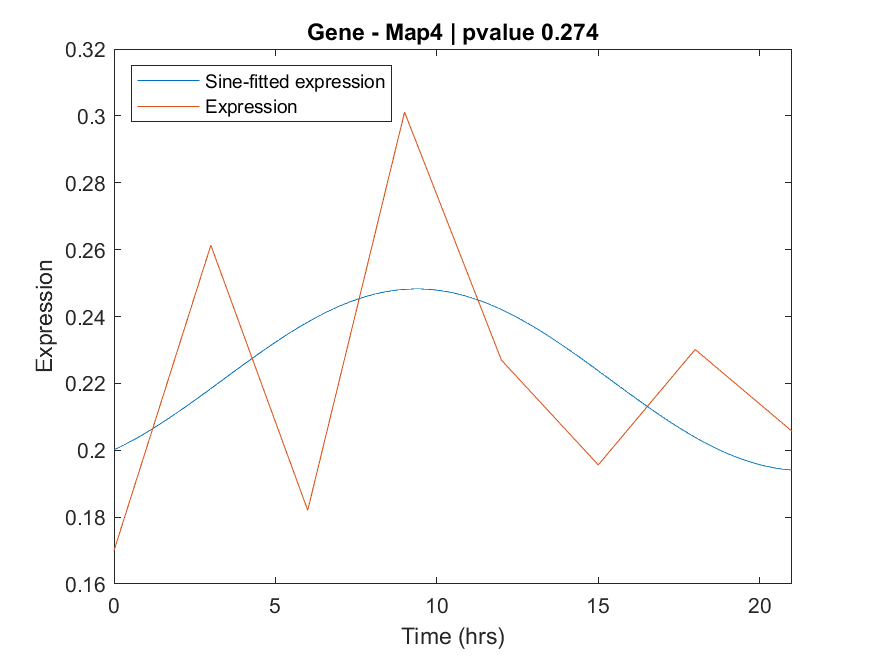 Gene - Map4 | pvalue 0.274
0.32
Sine-fitted expression
Expression
0.3
0.28
0.26
0.24
0.22
0.2
0.18
0.16
Expression
0
5
10
15
20
Time (hrs)